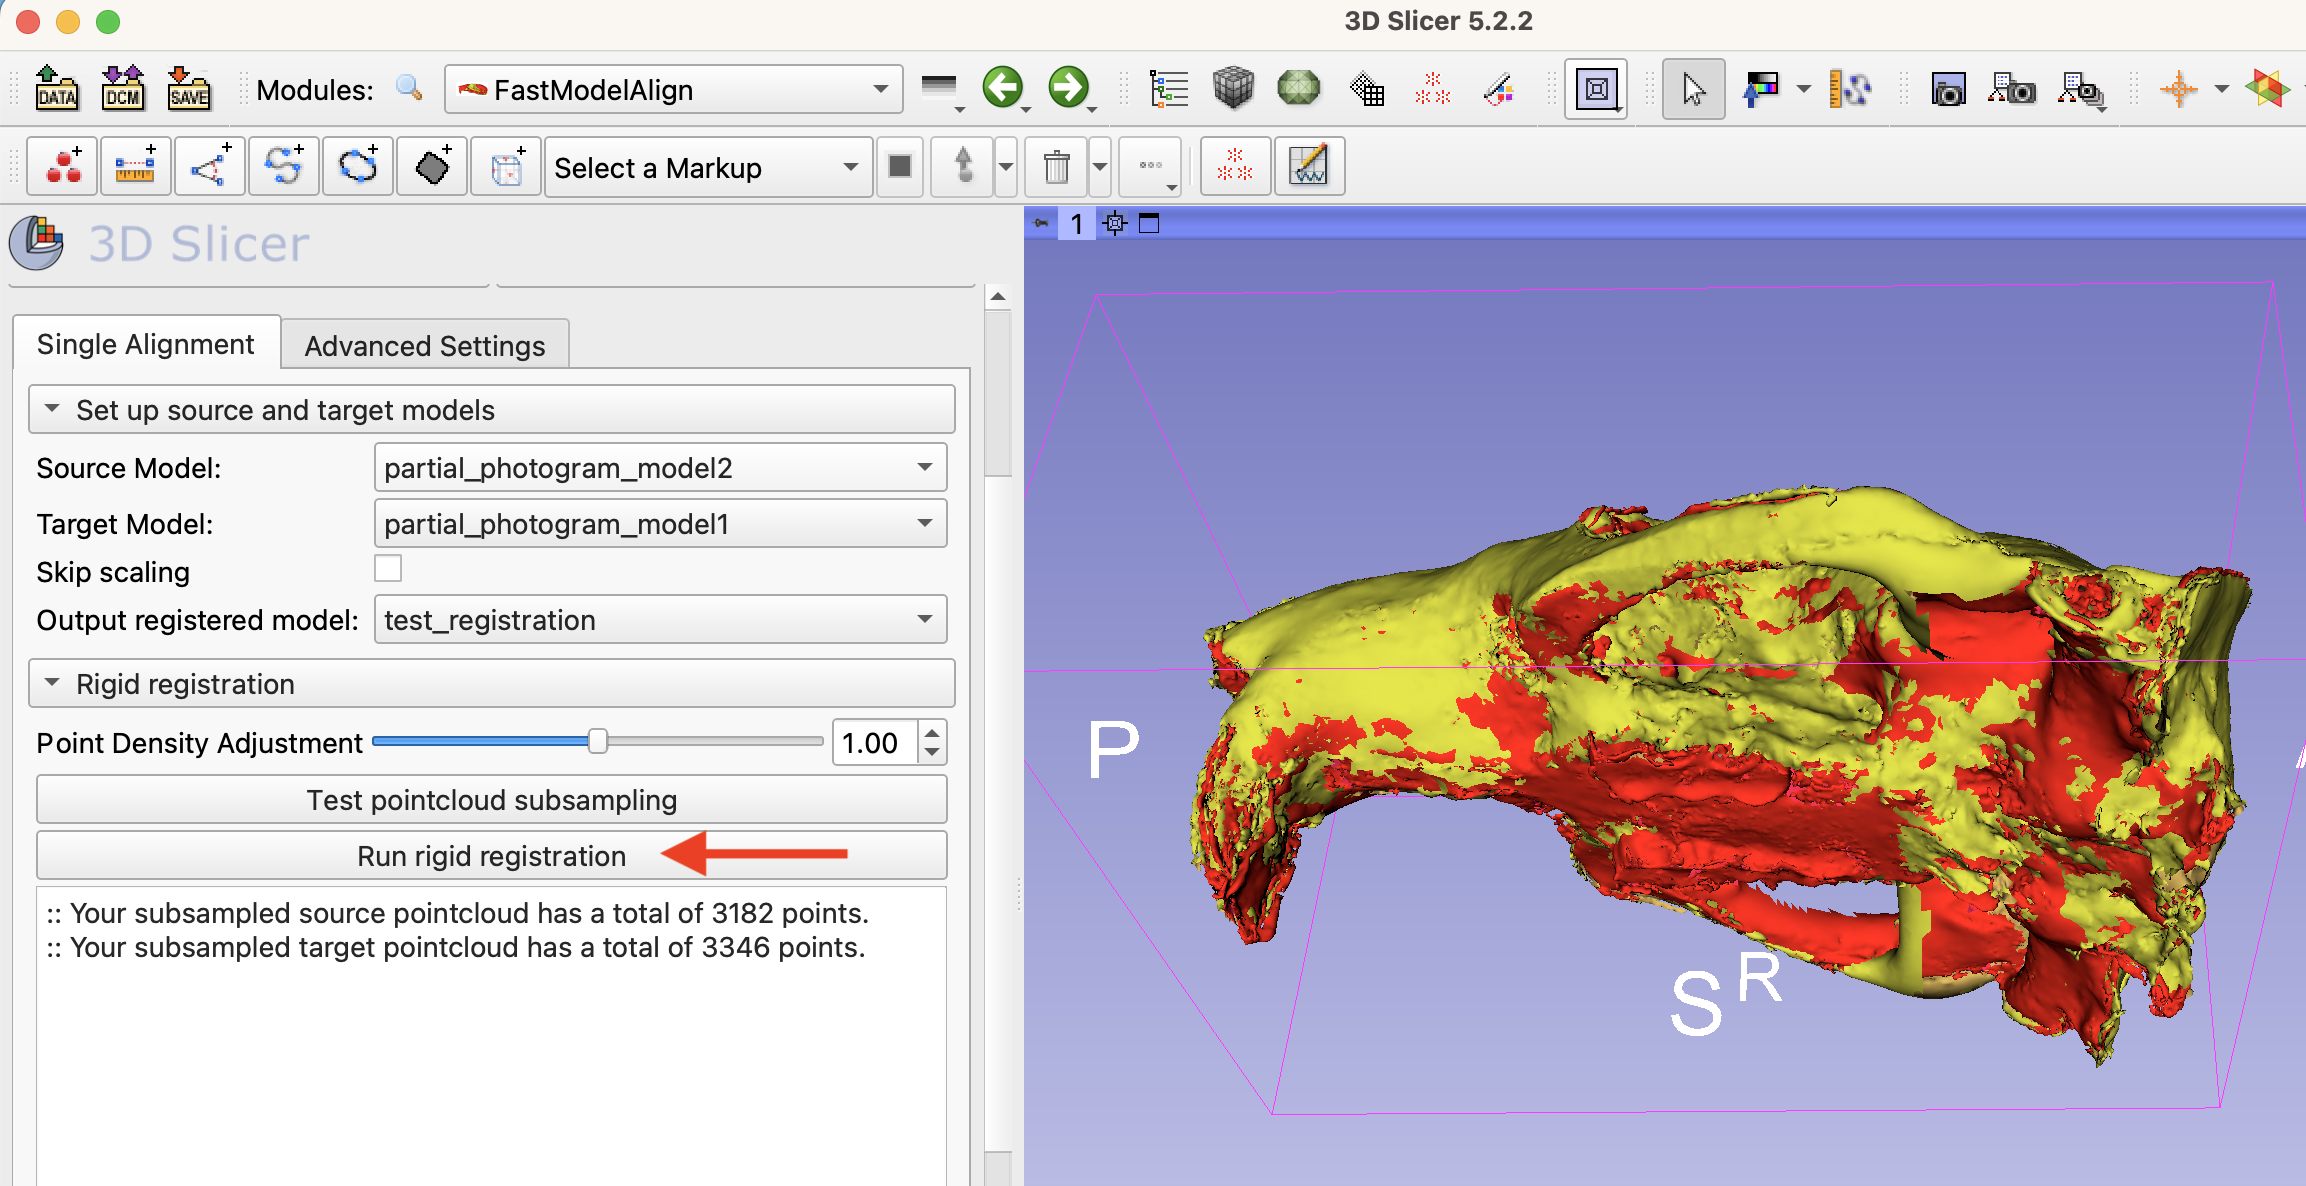 3D Slicer 5.2.2
DATA
DCM
SAVE
Modules:
FastModelAlign
Select a Markup
3D Slicer
1
Single Alignment
Advanced Settings
Set up source and target models
Source Model:
partial_photogram_model2
Target Model:
partial_photogram_model1
Skip scaling
Output registered model:
test_registration
Rigid registration
Point Density Adjustment
1.00
Test pointcloud subsampling
Run rigid registration
:: Your subsampled source pointcloud has a total of 3182 points.
:: Your subsampled target pointcloud has a total of 3346 points.
P
S
R